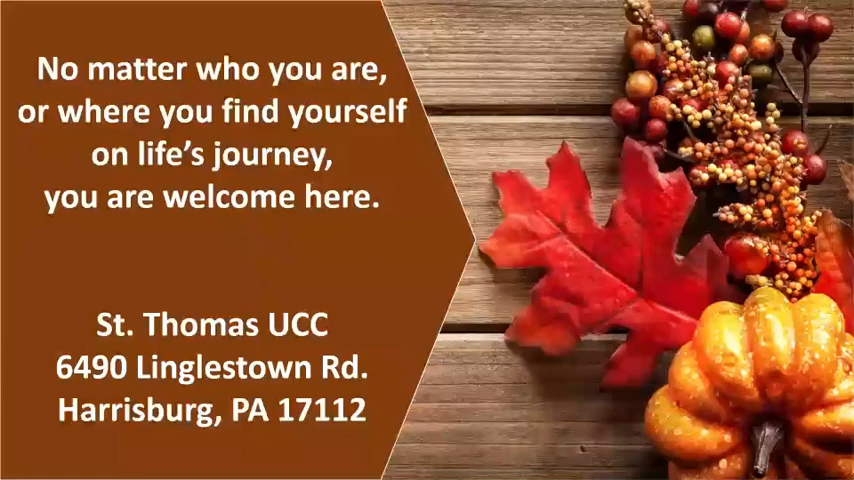 No matter who you are,
or where you find yourself
on life's journey,
you are welcome here.
St. Thomas UCC
6490 Linglestown Rd.
Harrisburg, PA 17112